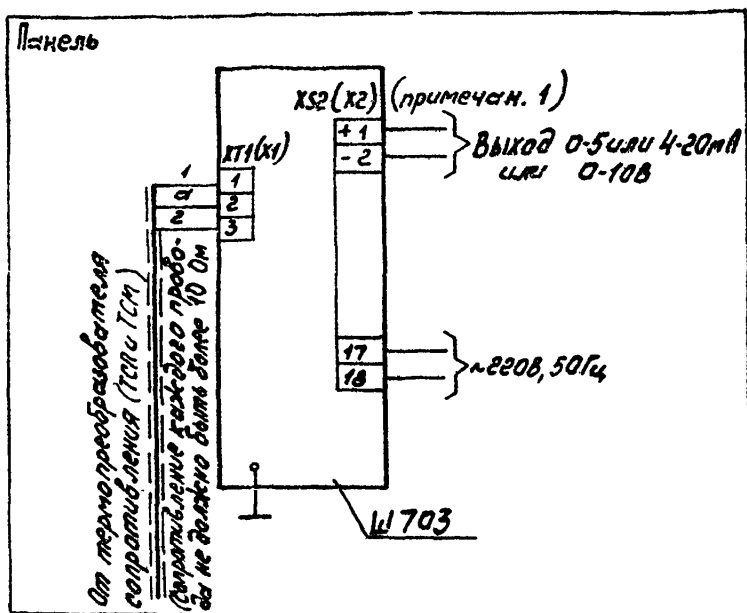 Панель
XS2(X2) (примечан. 1)
+1
-2
Выход 0-5 или 4-20мА
или 0-10В
XT1(X1)
1
1
а
2
2
3
От термопреобразователя
сопротивления (ТСП и ТСМ)
(Сопротивление каждого прово-
да не должно быть более 10 Ом
17
18
~220В, 50Гц
Ш703